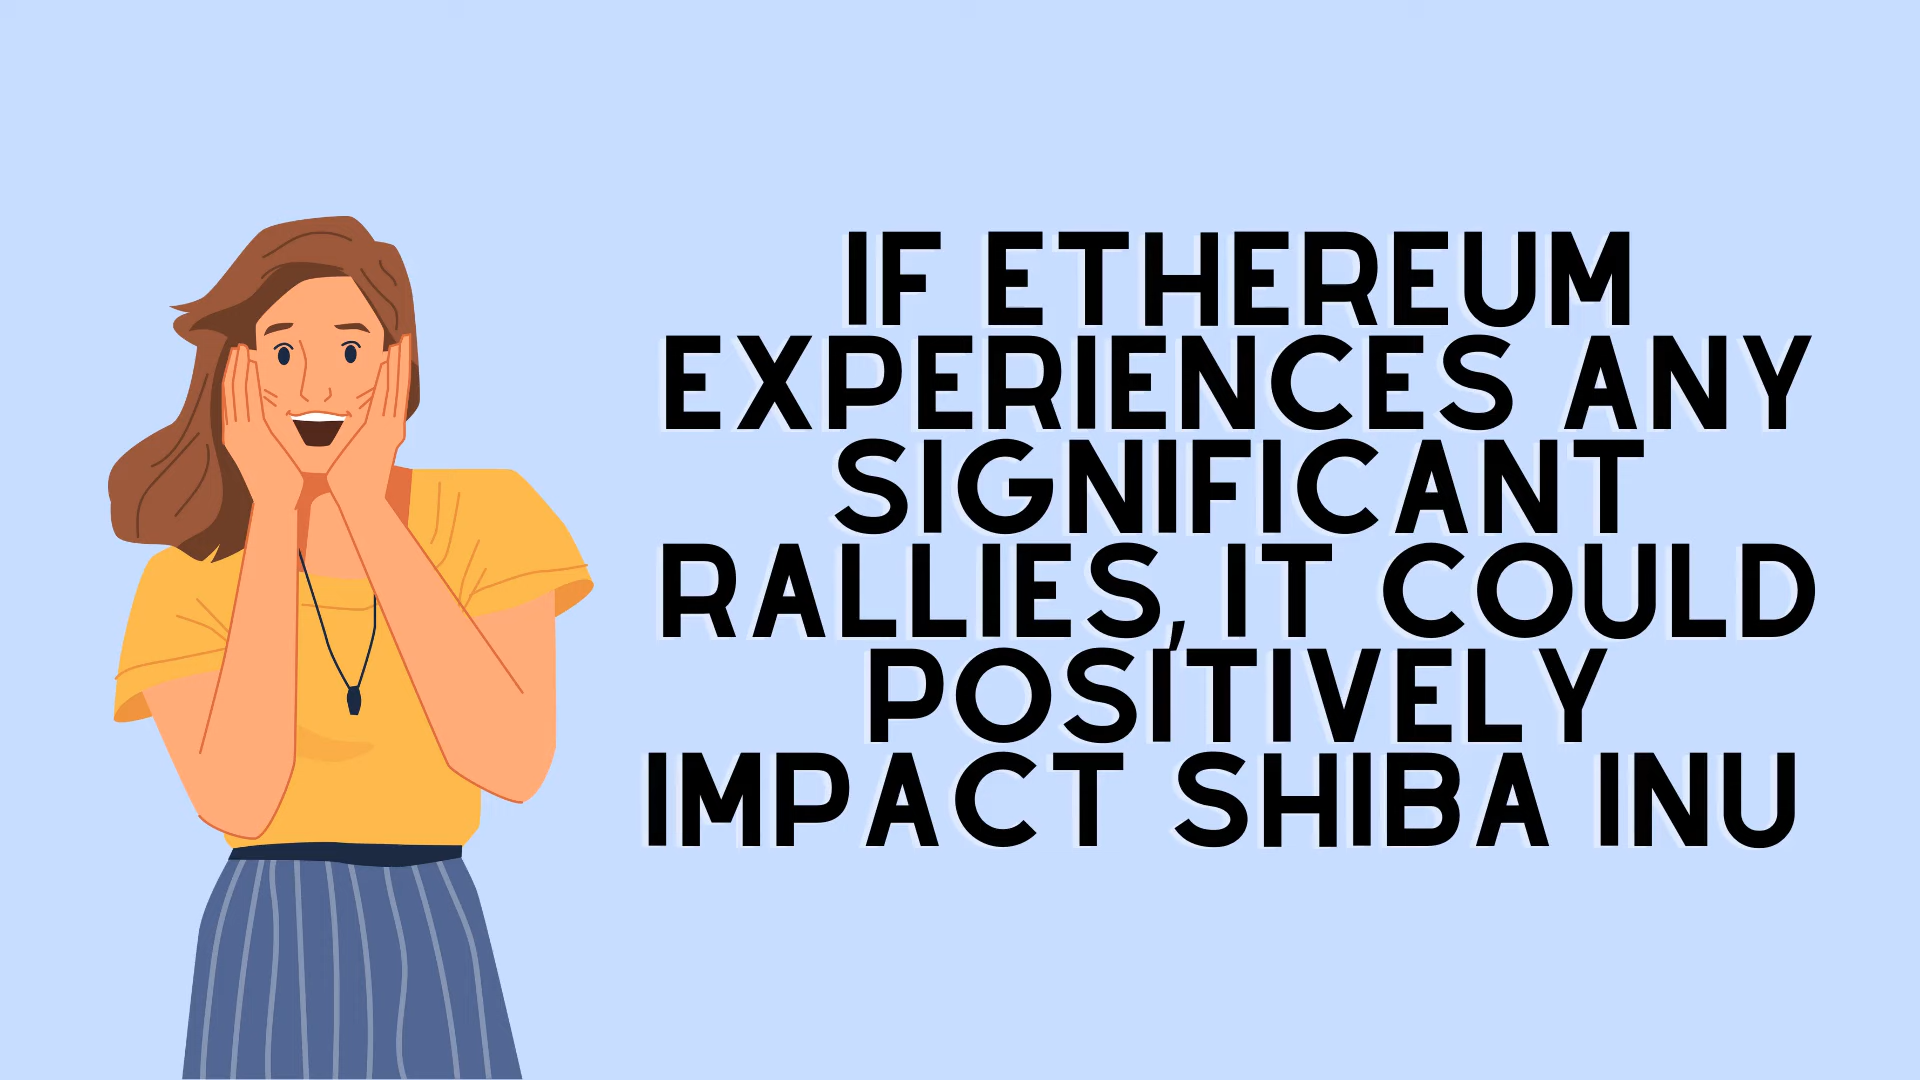 IF ETHEREUM
EXPERIENCES ANY
SIGNIFICANT
RALLIES, IT COULD
POSITIVELY
IMPACT SHIBA INU